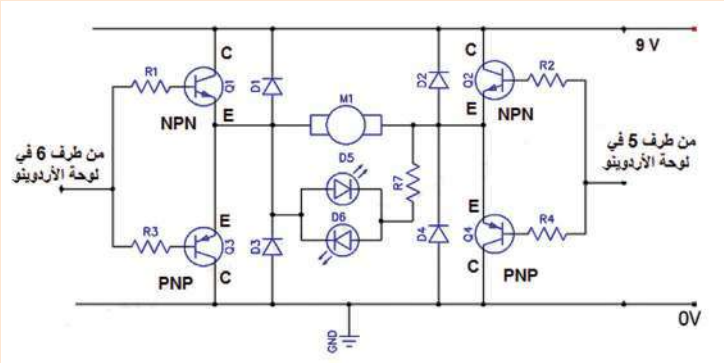 C
C
9 V
R1
Q1
D1
D2
Q2
R2
M1
NPN
E
E
NPN
من طرف 6 في
لوحة الأردوينو
من طرف 5 في
لوحة الأردوينو
D5
R7
D6
R3
E
Q3
D3
D4
E
Q4
R4
PNP
C
C
PNP
0V
GND